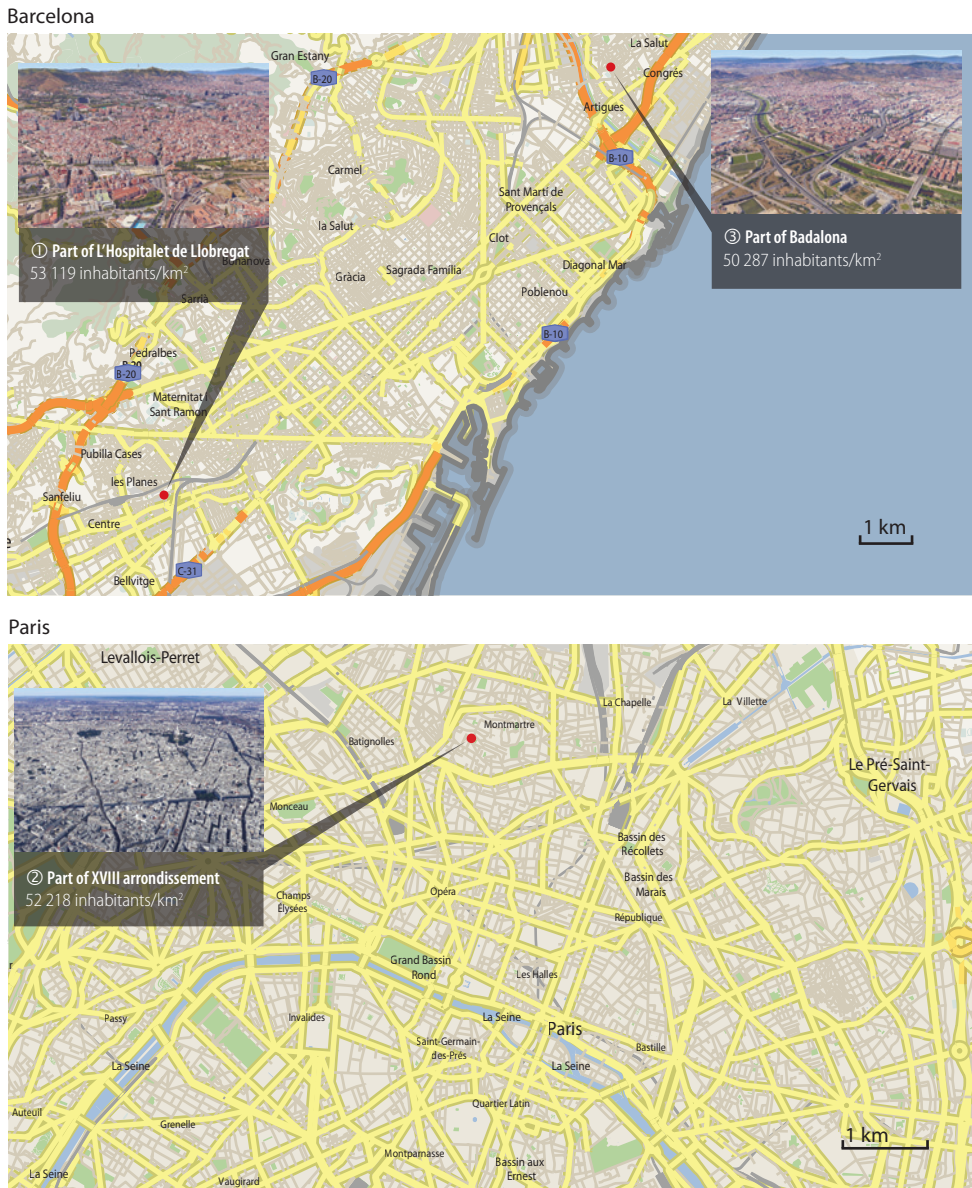 Barcelona
La Salut
Gran Estany
B-20
Congrés
Artigues
B-10
Carmel
Sant Martí de
Provençals
① Part of L'Hospitalet de Llobregat
53 119 inhabitants/km²
③ Part of Badalona
50 287 inhabitants/km²
la Salut
Clot
Bonanova
Gràcia
Sagrada Família
Diagonal Mar
Sarrià
Poblenou
B-10
Pedralbes
B-20
B-20
Maternitat i
Sant Ramon
Pubilla Cases
les Planes
Sanfeliu
Centre
1 km
e
Bellvitge
C-31
Paris
Levallois-Perret
La Chapelle
La Villette
Montmartre
Batignolles
Le Pré-Saint-
Gervais
Monceau
Bassin des
Récollets
② Part of XVIII arrondissement
52 218 inhabitants/km²
Bassin des
Marais
Champs
Élysées
Opéra
République
r
Grand Bassin
Rond
Les Halles
Passy
Invalides
La Seine
Paris
Saint-Germain-
des-Prés
Bastille
La Seine
La Seine
Auteuil
Quartier Latin
Grenelle
1 km
Montparnasse
Bassin aux
Ernest
La Seine
Vaugirard